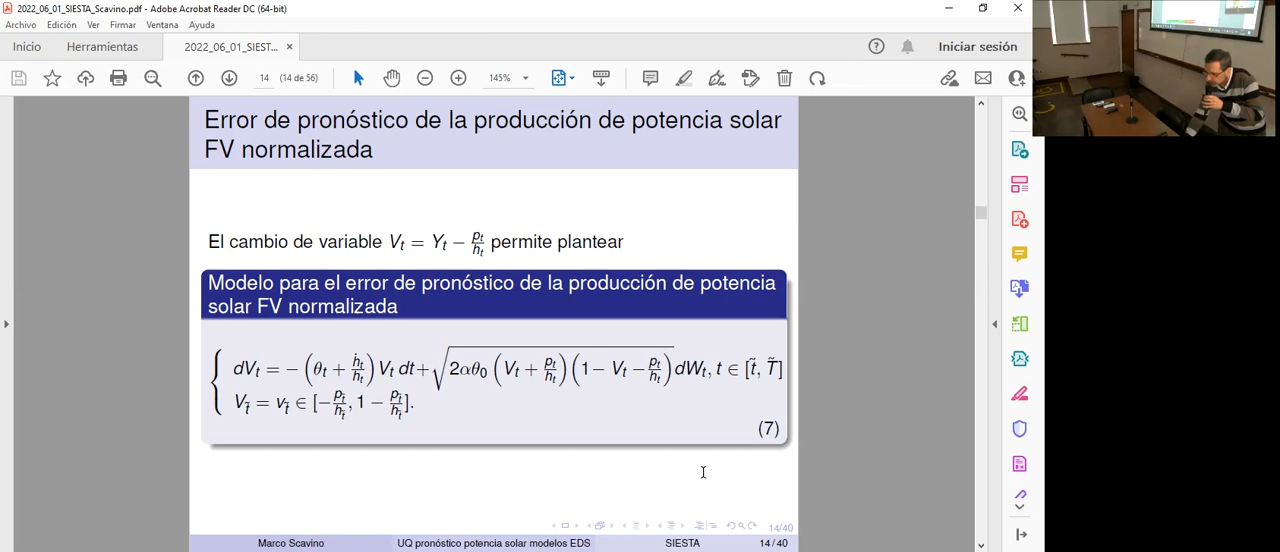 2022_06_01_SIESTA_Scavino.pdf - Adobe Acrobat Reader DC (64-bit)
Archivo Edición Ver Firmar Ventana Ayuda
Inicio Herramientas 2022_06_01_SIEST... × Iniciar sesión
14 (14 de 56) 145%
Error de pronóstico de la producción de potencia solar
FV normalizada
El cambio de variable V_t = Y_t − p_t/h_t permite plantear
Modelo para el error de pronóstico de la producción de potencia
solar FV normalizada
dV_t = −(θ_t + ḣ_t/h_t) V_t dt + √(2αθ_0 (V_t + p_t/h_t)(1 − V_t − p_t/h_t)) dW_t, t ∈ [t̃, T̃]
V_t̃ = v_t̃ ∈ [−p_t̃/h_t̃, 1 − p_t̃/h_t̃].
(7)
14/40
Marco Scavino UQ pronóstico potencia solar modelos EDS SIESTA 14 / 40